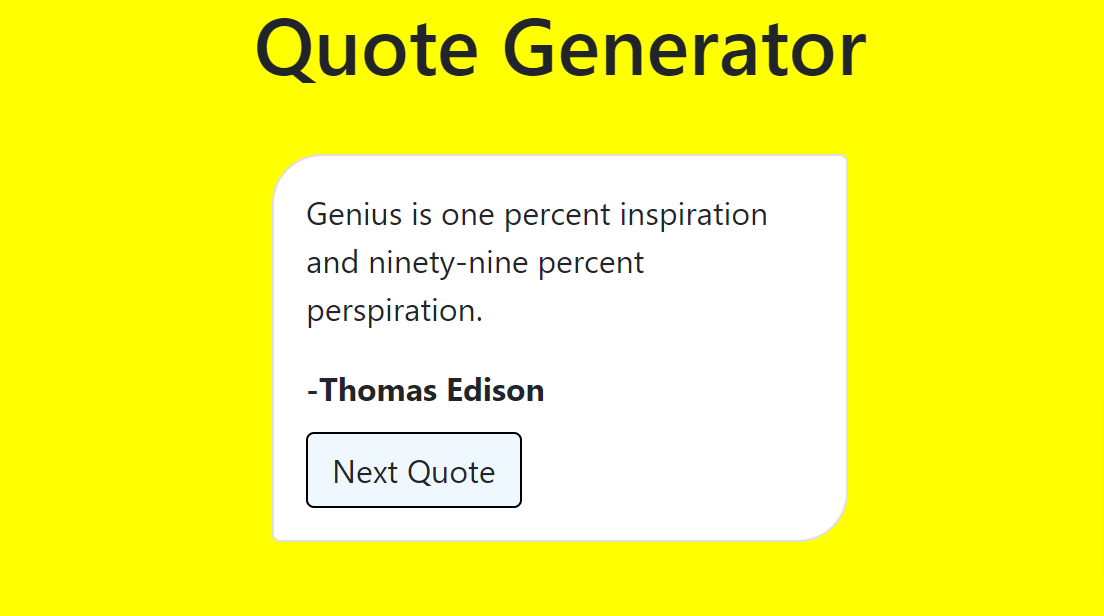 Quote Generator
Genius is one percent inspiration
and ninety-nine percent
perspiration.
-Thomas Edison
Next Quote